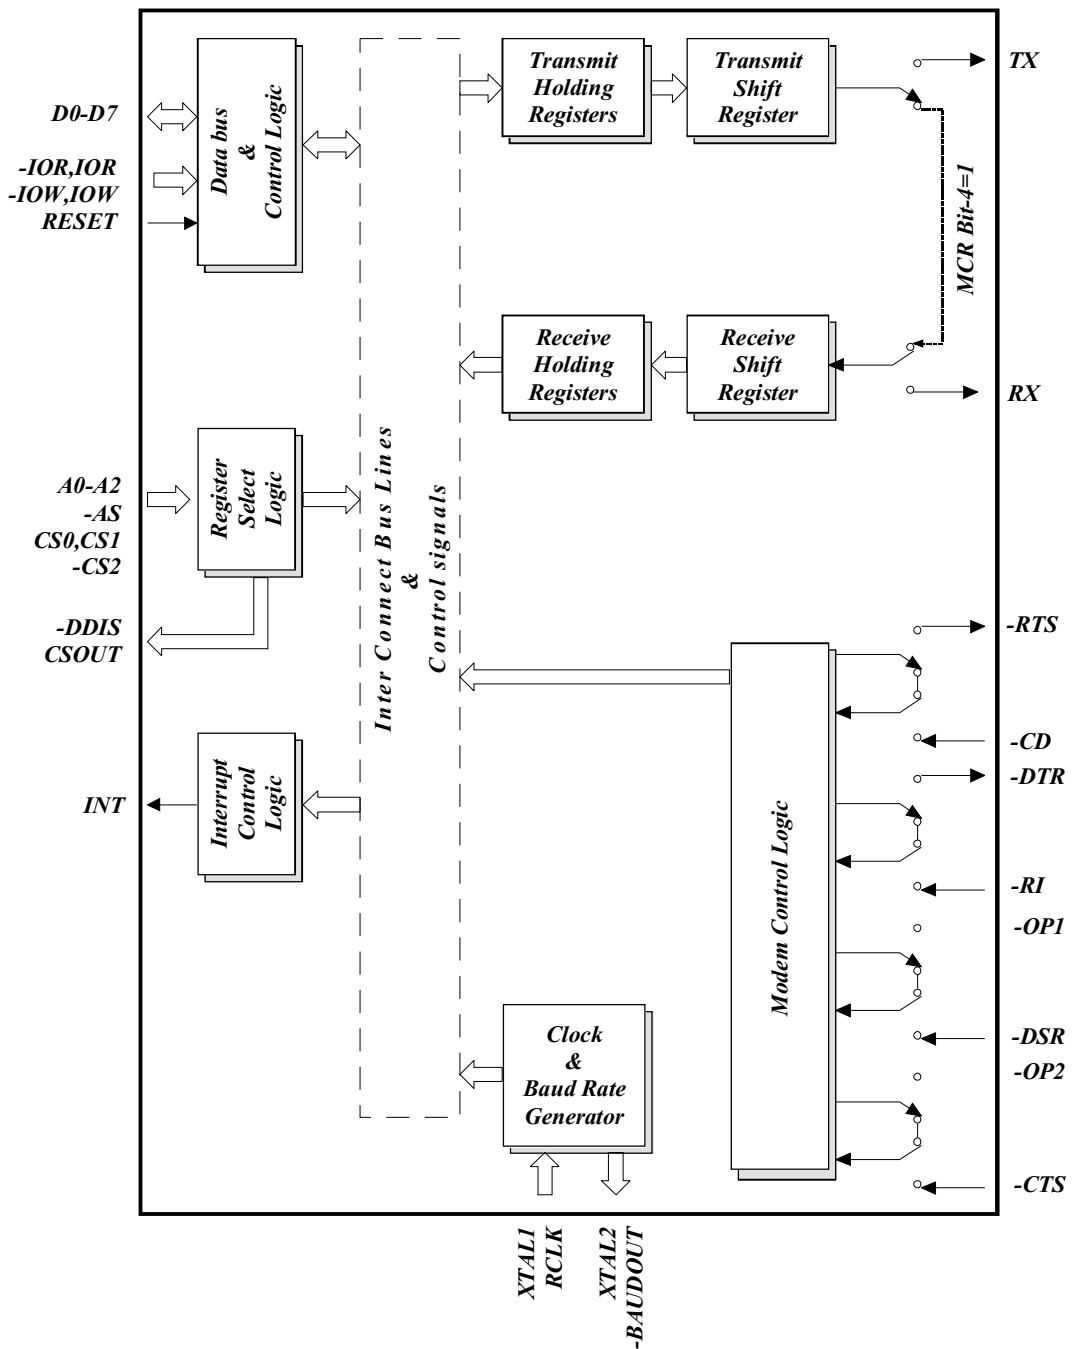 D0-D7
-IOR,IOR
-IOW,IOW
RESET
Data bus
&
Control Logic
A0-A2
-AS
CS0,CS1
-CS2
-DDIS
CSOUT
Register
Select
Logic
INT
Interrupt
Control
Logic
Inter Connect Bus Lines
&
Control signals
Transmit
Holding
Registers
Transmit
Shift
Register
TX
MCR Bit-4=1
Receive
Holding
Registers
Receive
Shift
Register
RX
Modem Control Logic
-RTS
-CD
-DTR
-RI
-OP1
-DSR
-OP2
-CTS
Clock
&
Baud Rate
Generator
XTAL1
RCLK
XTAL2
-BAUDOUT